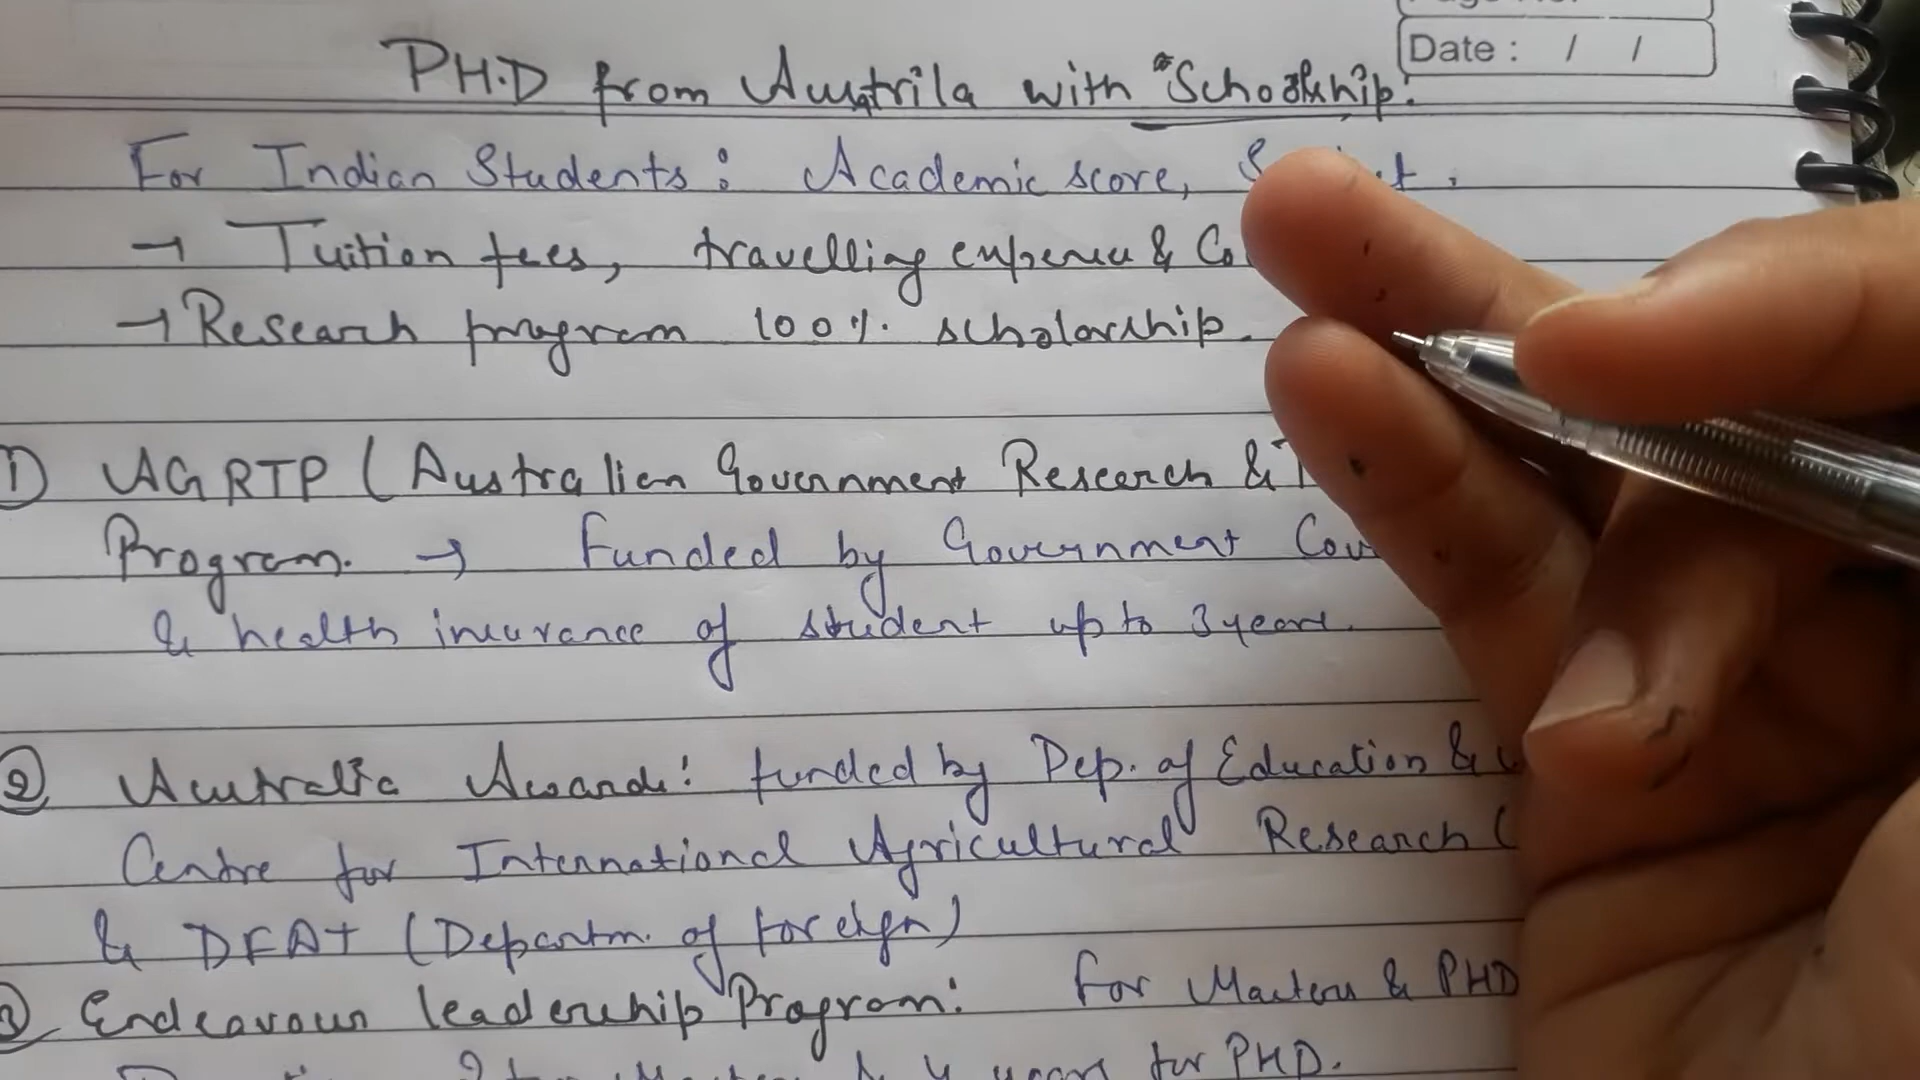 Date : / /
PH.D from Austrila with "Schoolship."
For Indian Students : Academic score,
→ Tuition fees, travelling expense &
→ Research program 100% scholarship.
1) AGRTP (Australian Government Research &
Program. → Funded by Government
& health insurance of student up to 3 years.
2) Australia Awards: funded by Dep. of Education &
Centre for International Agricultural Research (
& DFAT (Departm. of foreign)
3) Endeavour leadership Program: For Masters & PHD
& 4 years for PHD.